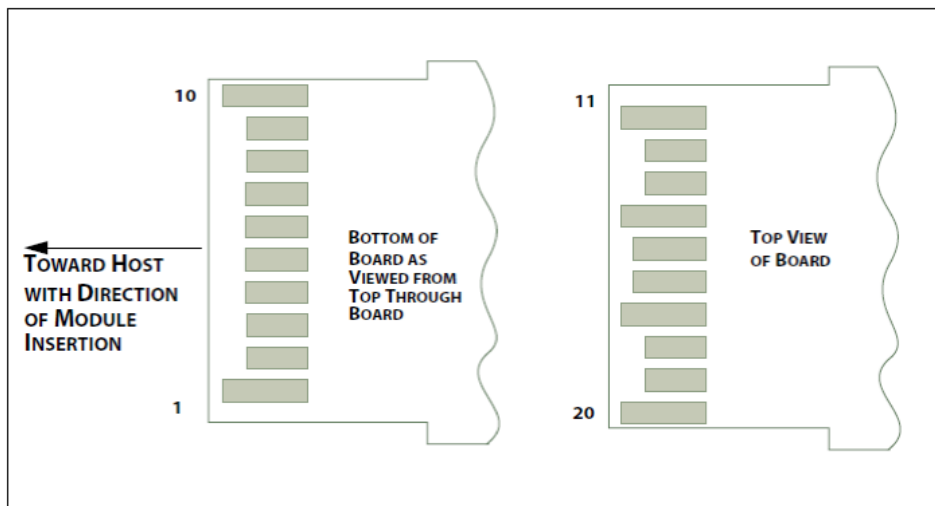 10
1
TOWARD HOST
WITH DIRECTION
OF MODULE
INSERTION
BOTTOM OF
BOARD AS
VIEWED FROM
TOP THROUGH
BOARD
11
20
TOP VIEW
OF BOARD